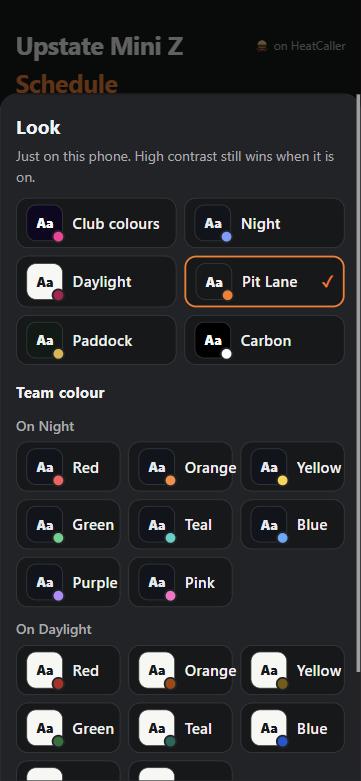 Upstate Mini Z
on HeatCaller
Schedule
Look
Just on this phone. High contrast still wins when it is
on.
Aa Club colours
Aa Night
Aa Daylight
Aa Pit Lane ✓
Aa Paddock
Aa Carbon
Team colour
On Night
Aa Red
Aa Orange
Aa Yellow
Aa Green
Aa Teal
Aa Blue
Aa Purple
Aa Pink
On Daylight
Aa Red
Aa Orange
Aa Yellow
Aa Green
Aa Teal
Aa Blue